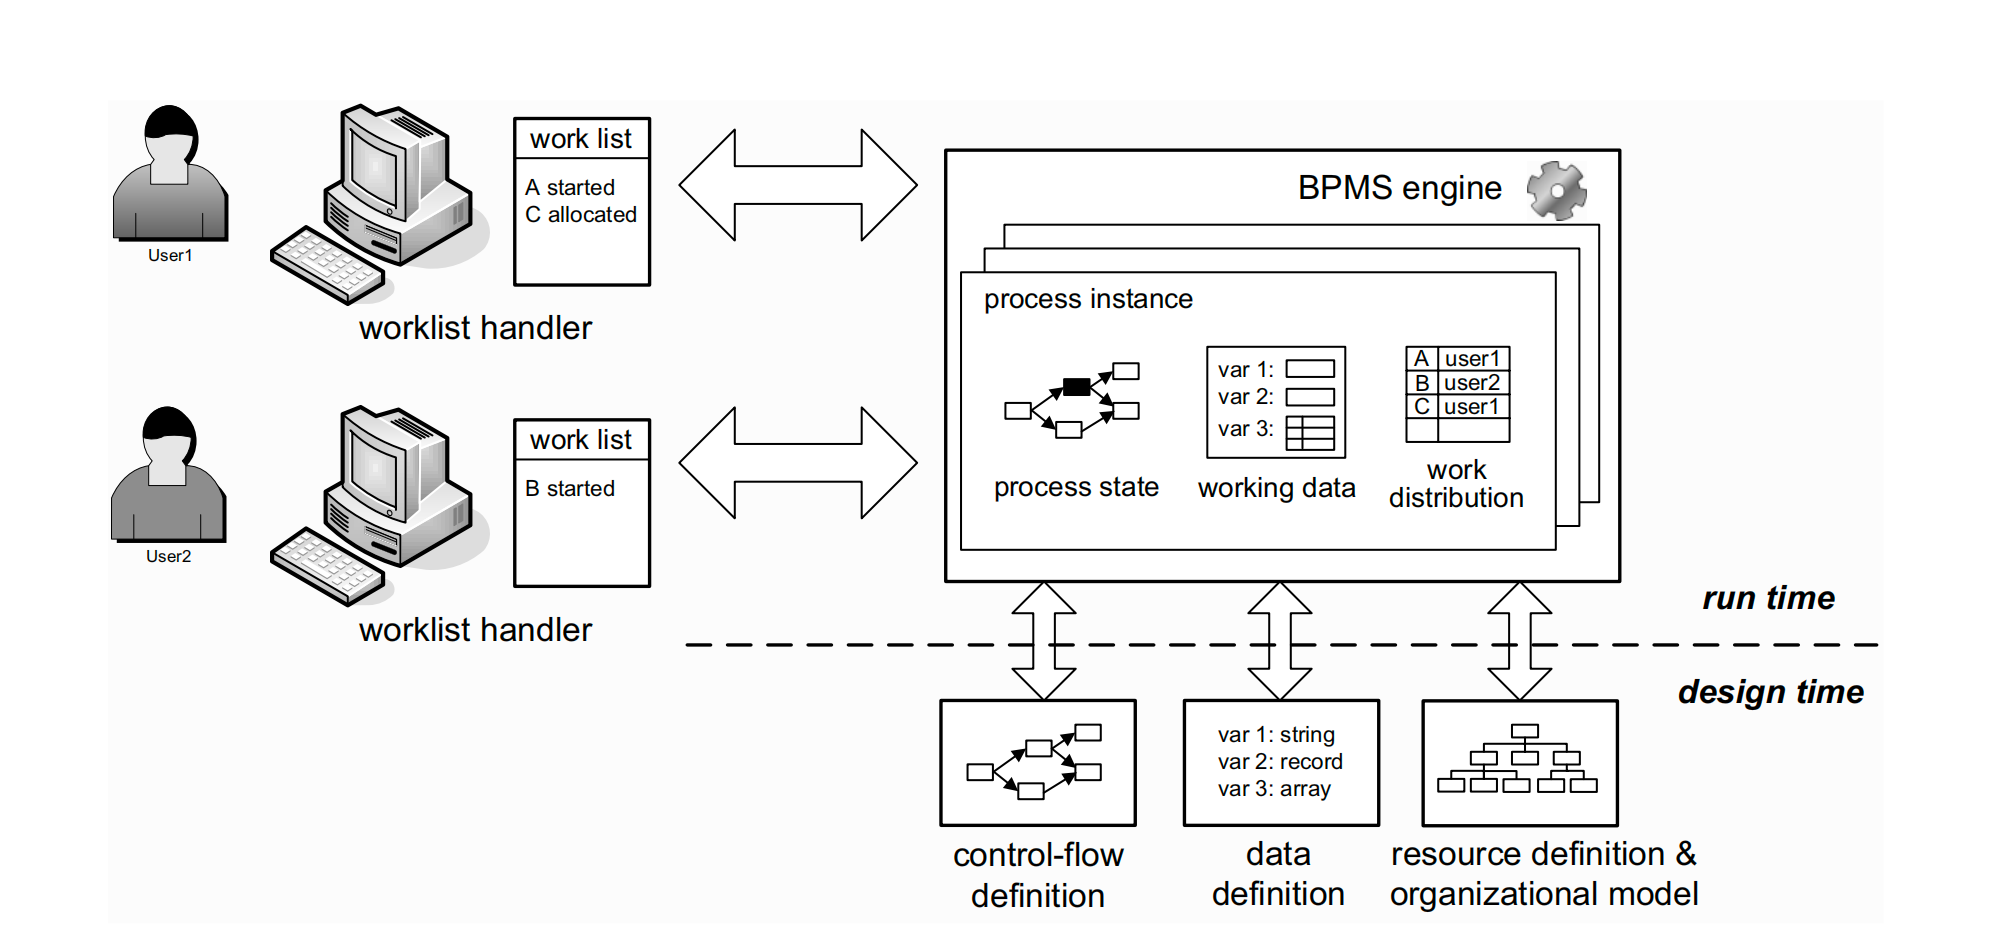 work list
A started
C allocated
User1
worklist handler
work list
B started
User2
worklist handler
BPMS engine
process instance
process state
var 1:
var 2:
var 3:
working data
A user1
B user2
C user1
work
distribution
run time
design time
control-flow
definition
var 1: string
var 2: record
var 3: array
data
definition
resource definition &
organizational model